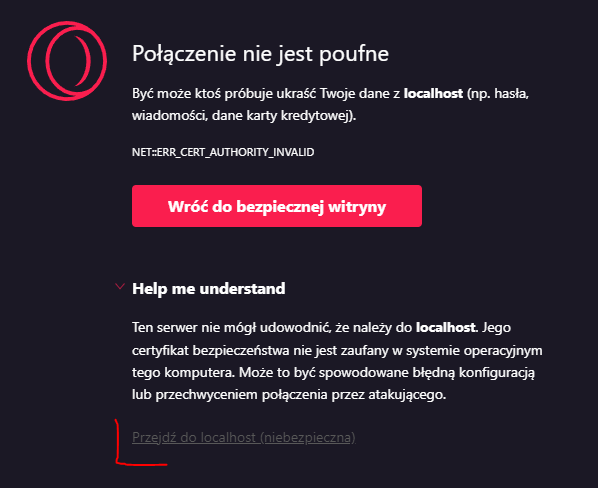 Połączenie nie jest poufne
Być może ktoś próbuje ukraść Twoje dane z localhost (np. hasła,
wiadomości, dane karty kredytowej).
NET::ERR_CERT_AUTHORITY_INVALID
Wróć do bezpiecznej witryny
Help me understand
Ten serwer nie mógł udowodnić, że należy do localhost. Jego
certyfikat bezpieczeństwa nie jest zaufany w systemie operacyjnym
tego komputera. Może to być spowodowane błędną konfiguracją
lub przechwyceniem połączenia przez atakującego.
Przejdź do localhost (niebezpieczna)